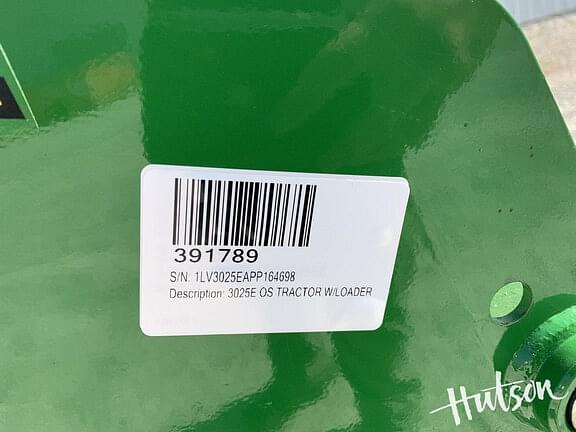 391789
S/N: 1LV3025EAPP164698
Description: 3025E OS TRACTOR W/LOADER
Hutson